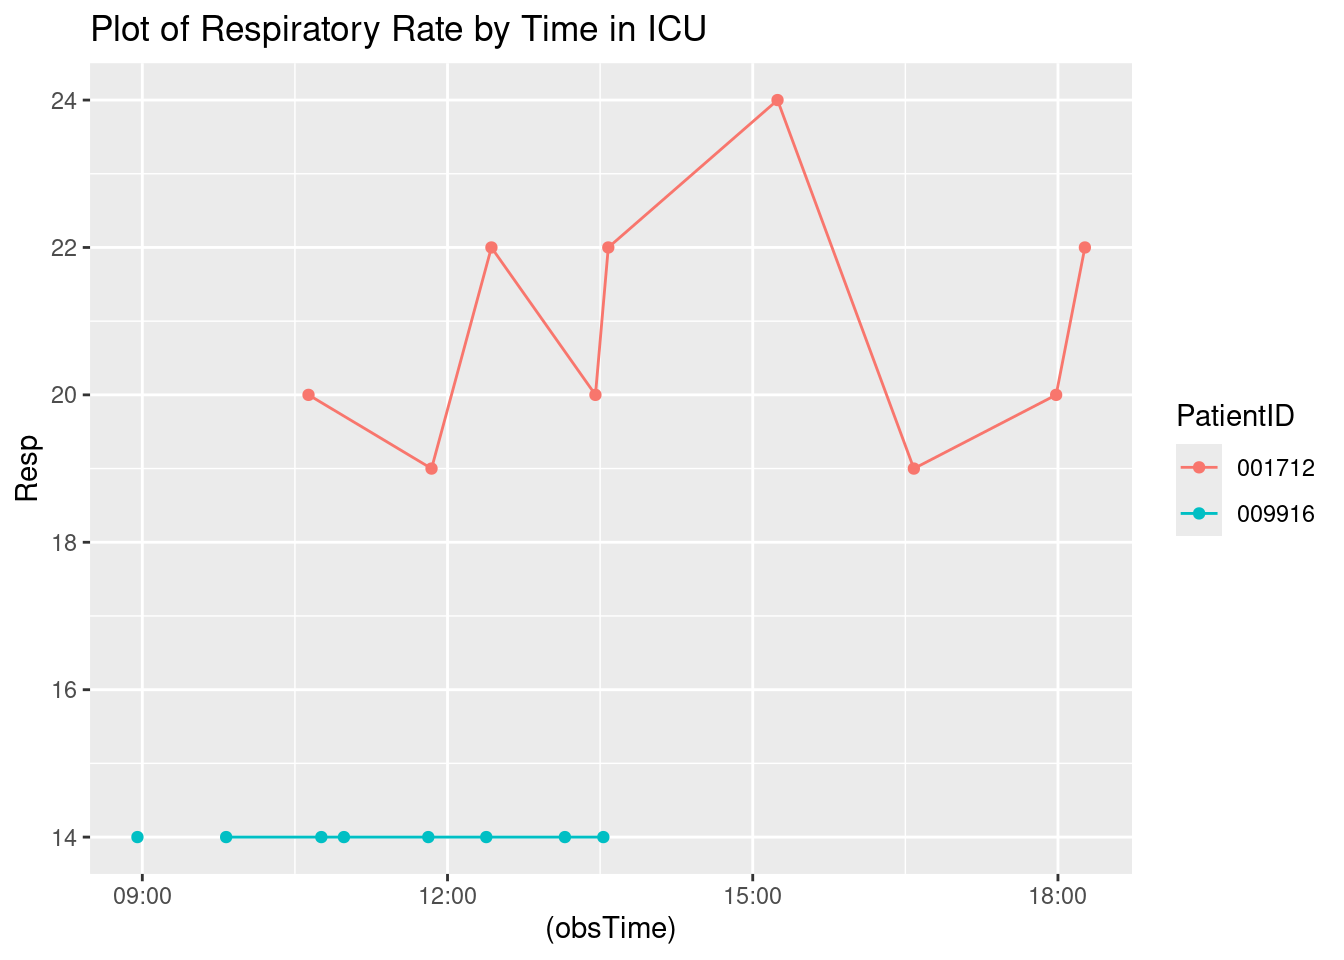 Plot of Respiratory Rate by Time in ICU
24
22
20
18
16
14
Resp
09:00 12:00 15:00 18:00
(obsTime)
PatientID
001712
009916